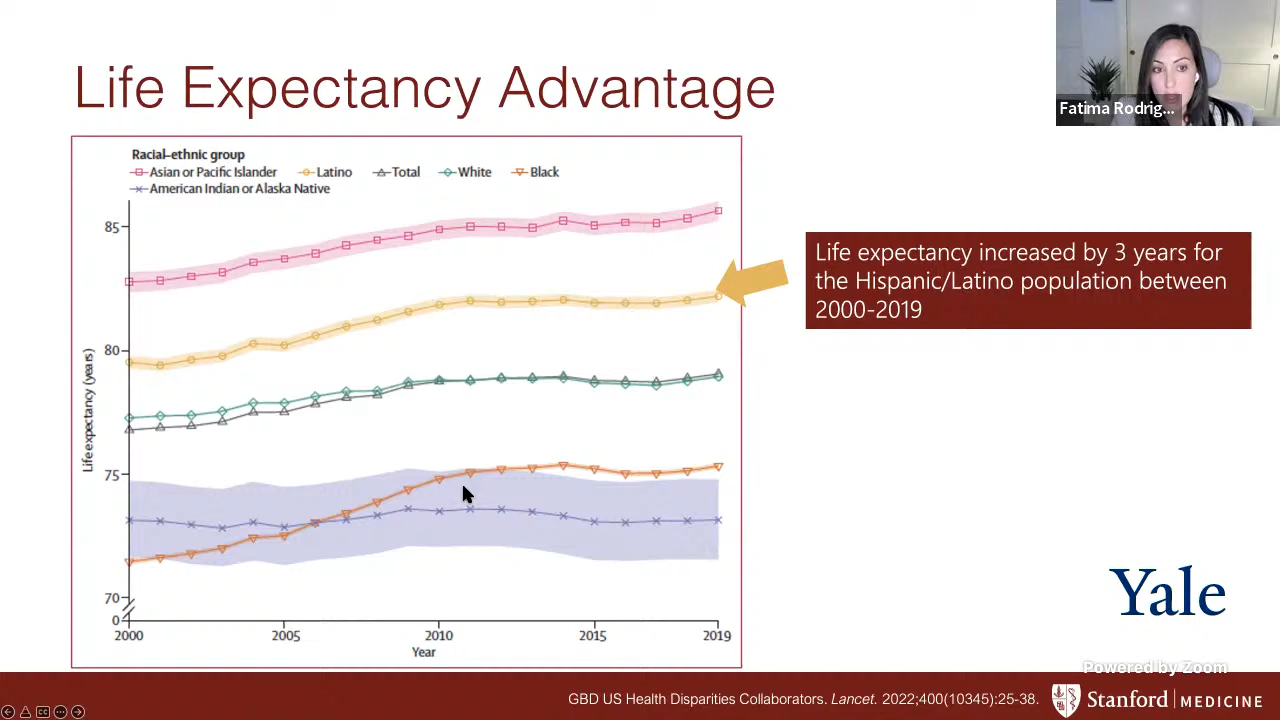 Life Expectancy Advantage
Fatima Rodrig...
Racial–ethnic group
Asian or Pacific Islander Latino Total White Black
American Indian or Alaska Native
85
80
75
70
0
Life expectancy (years)
2000 2005 2010 2015 2019
Year
Life expectancy increased by 3 years for
the Hispanic/Latino population between
2000-2019
Yale
Powered by Zoom
GBD US Health Disparities Collaborators. Lancet. 2022;400(10345):25-38.
Stanford MEDICINE
CC